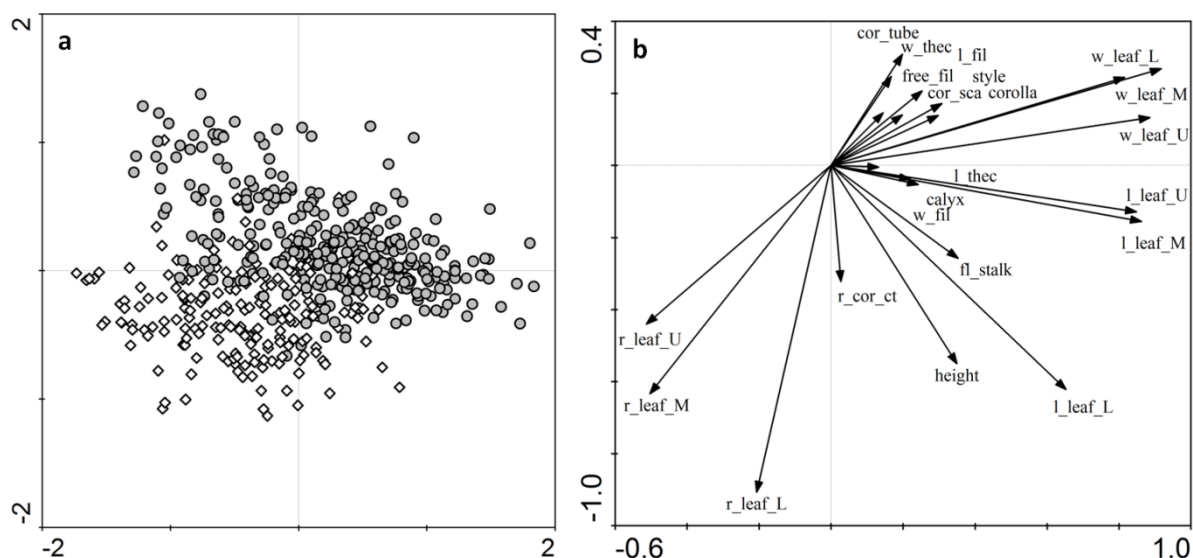 2
a
-2
-2
2
b
0.4
-1.0
-0.6
1.0
cor_tube
w_thec
l_fil
w_leaf_L
free_fil
style
cor_sca
corolla
w_leaf_M
w_leaf_U
l_thec
l_leaf_U
calyx
w_fil
l_leaf_M
fl_stalk
r_cor_ct
r_leaf_U
height
r_leaf_M
l_leaf_L
r_leaf_L